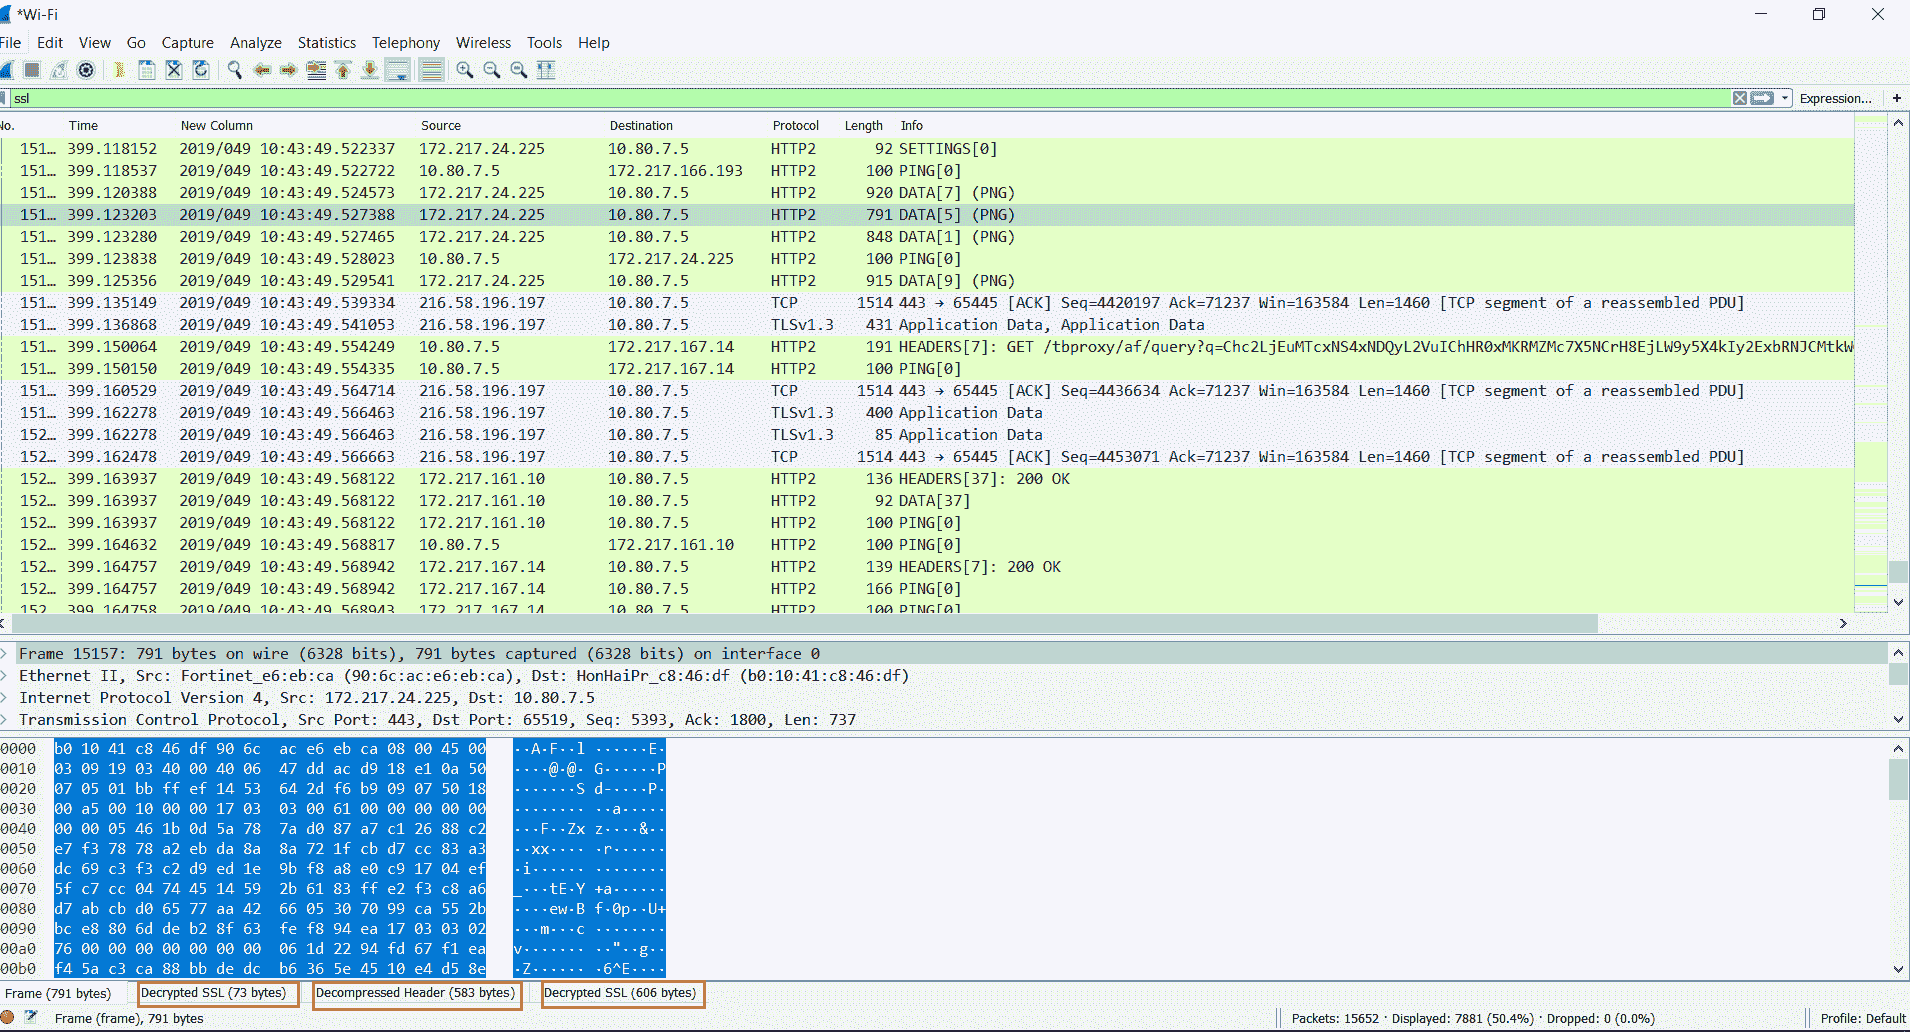 *Wi-Fi
File Edit View Go Capture Analyze Statistics Telephony Wireless Tools Help
ssl Expression... +
No. Time New Column Source Destination Protocol Length Info
151… 399.118152 2019/049 10:43:49.522337 172.217.24.225 10.80.7.5 HTTP2 92 SETTINGS[0]
151… 399.118537 2019/049 10:43:49.522722 10.80.7.5 172.217.166.193 HTTP2 100 PING[0]
151… 399.120388 2019/049 10:43:49.524573 172.217.24.225 10.80.7.5 HTTP2 920 DATA[7] (PNG)
151… 399.123203 2019/049 10:43:49.527388 172.217.24.225 10.80.7.5 HTTP2 791 DATA[5] (PNG)
151… 399.123280 2019/049 10:43:49.527465 172.217.24.225 10.80.7.5 HTTP2 848 DATA[1] (PNG)
151… 399.123838 2019/049 10:43:49.528023 10.80.7.5 172.217.24.225 HTTP2 100 PING[0]
151… 399.125356 2019/049 10:43:49.529541 172.217.24.225 10.80.7.5 HTTP2 915 DATA[9] (PNG)
151… 399.135149 2019/049 10:43:49.539334 216.58.196.197 10.80.7.5 TCP 1514 443 → 65445 [ACK] Seq=4420197 Ack=71237 Win=163584 Len=1460 [TCP segment of a reassembled PDU]
151… 399.136868 2019/049 10:43:49.541053 216.58.196.197 10.80.7.5 TLSv1.3 431 Application Data, Application Data
151… 399.150064 2019/049 10:43:49.554249 10.80.7.5 172.217.167.14 HTTP2 191 HEADERS[7]: GET /tbproxy/af/query?q=Chc2LjEuMTcxNS4xNDQyL2VuIChHR0xMKRMZMc7X5NCrH8EjLW9y5X4kIy2ExbRNJCMtkW
151… 399.150150 2019/049 10:43:49.554335 10.80.7.5 172.217.167.14 HTTP2 100 PING[0]
151… 399.160529 2019/049 10:43:49.564714 216.58.196.197 10.80.7.5 TCP 1514 443 → 65445 [ACK] Seq=4436634 Ack=71237 Win=163584 Len=1460 [TCP segment of a reassembled PDU]
151… 399.162278 2019/049 10:43:49.566463 216.58.196.197 10.80.7.5 TLSv1.3 400 Application Data
152… 399.162278 2019/049 10:43:49.566463 216.58.196.197 10.80.7.5 TLSv1.3 85 Application Data
152… 399.162478 2019/049 10:43:49.566663 216.58.196.197 10.80.7.5 TCP 1514 443 → 65445 [ACK] Seq=4453071 Ack=71237 Win=163584 Len=1460 [TCP segment of a reassembled PDU]
152… 399.163937 2019/049 10:43:49.568122 172.217.161.10 10.80.7.5 HTTP2 136 HEADERS[37]: 200 OK
152… 399.163937 2019/049 10:43:49.568122 172.217.161.10 10.80.7.5 HTTP2 92 DATA[37]
152… 399.163937 2019/049 10:43:49.568122 172.217.161.10 10.80.7.5 HTTP2 100 PING[0]
152… 399.164632 2019/049 10:43:49.568817 10.80.7.5 172.217.161.10 HTTP2 100 PING[0]
152… 399.164757 2019/049 10:43:49.568942 172.217.167.14 10.80.7.5 HTTP2 139 HEADERS[7]: 200 OK
152… 399.164757 2019/049 10:43:49.568942 172.217.167.14 10.80.7.5 HTTP2 166 PING[0]
152 399.164758 2019/049 10:43:49.568943 172.217.167.14 10.80.7.5 HTTP2 100 PING[0]
Frame 15157: 791 bytes on wire (6328 bits), 791 bytes captured (6328 bits) on interface 0
Ethernet II, Src: Fortinet_e6:eb:ca (90:6c:ac:e6:eb:ca), Dst: HonHaiPr_c8:46:df (b0:10:41:c8:46:df)
Internet Protocol Version 4, Src: 172.217.24.225, Dst: 10.80.7.5
Transmission Control Protocol, Src Port: 443, Dst Port: 65519, Seq: 5393, Ack: 1800, Len: 737
0000 b0 10 41 c8 46 df 90 6c ac e6 eb ca 08 00 45 00 ··A·F··l ······E·
0010 03 09 19 03 40 00 40 06 47 dd ac d9 18 e1 0a 50 ····@·@· G······P
0020 07 05 01 bb ff ef 14 53 64 2d f6 b9 09 07 50 18 ·······S d-····P·
0030 00 a5 00 10 00 00 17 03 03 00 61 00 00 00 00 00 ········ ··a·····
0040 00 00 05 46 1b 0d 5a 78 7a d0 87 a7 c1 26 88 c2 ···F··Zx z····&··
0050 e7 f3 78 78 a2 eb da 8a 8a 72 1f cb d7 cc 83 a3 ··xx···· ·r······
0060 dc 69 c3 f3 c2 d9 ed 1e 9b f8 a8 e0 c9 17 04 ef ·i······ ········
0070 5f c7 cc 04 74 45 14 59 2b 61 83 ff e2 f3 c8 a6 _···tE·Y +a······
0080 d7 ab cb d0 65 77 aa 42 66 05 30 70 99 ca 55 2b ····ew·B f·0p··U+
0090 bc e8 80 6d de b2 8f 63 fe f8 94 ea 17 03 03 02 ···m···c ········
00a0 76 00 00 00 00 00 00 00 06 1d 22 94 fd 67 f1 ea v······· ··"··g··
00b0 f4 5a c3 ca 88 bb de dc b6 36 5e 45 10 e4 d5 8e ·Z······ ·6^E····
Frame (791 bytes) Decrypted SSL (73 bytes) Decompressed Header (583 bytes) Decrypted SSL (606 bytes)
Frame (frame), 791 bytes Packets: 15652 · Displayed: 7881 (50.4%) · Dropped: 0 (0.0%) Profile: Default